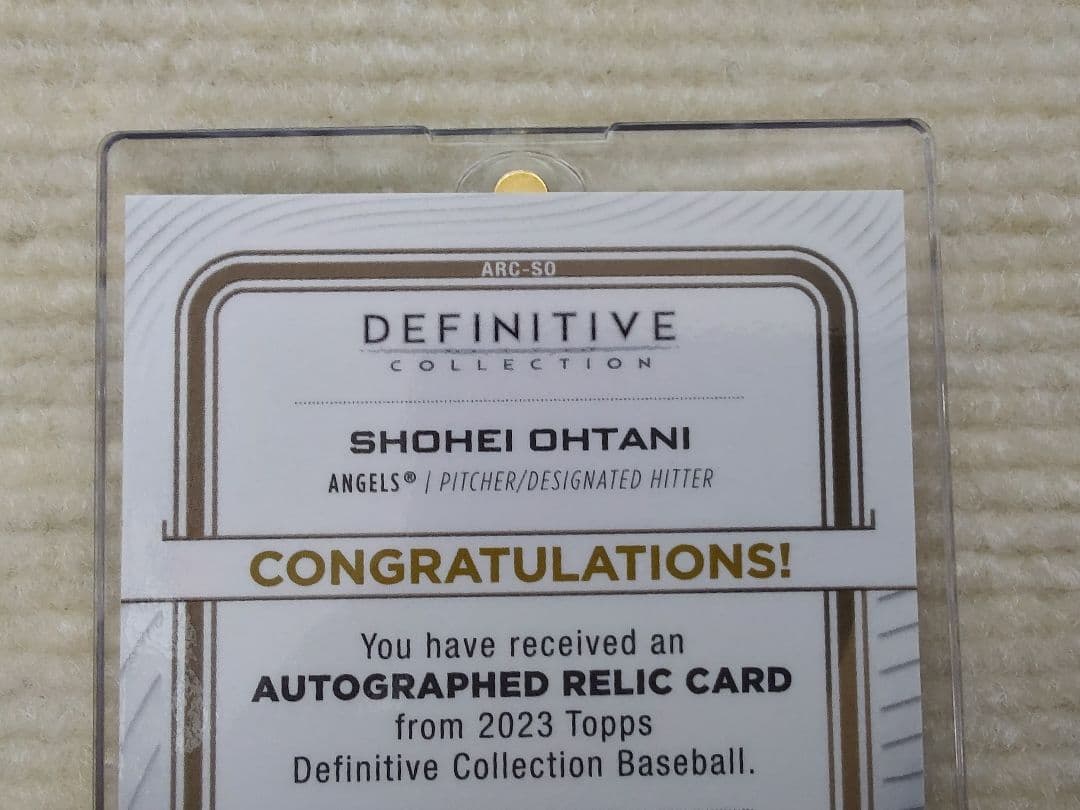 ARC-SO
DEFINITIVE
COLLECTION
SHOHEI OHTANI
ANGELS® | PITCHER/DESIGNATED HITTER
CONGRATULATIONS!
You have received an
AUTOGRAPHED RELIC CARD
from 2023 Topps
Definitive Collection Baseball.